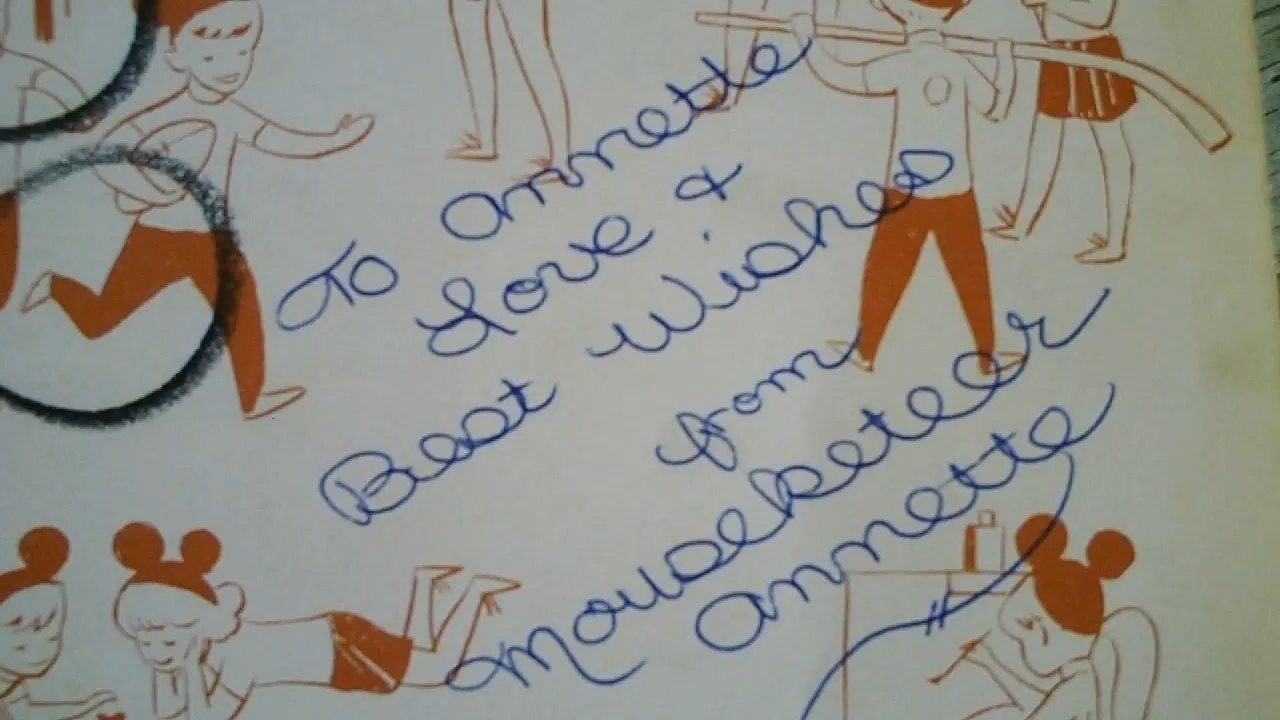 To Annette
Love &
Best Wishes
from
Mouseketeer
Annette